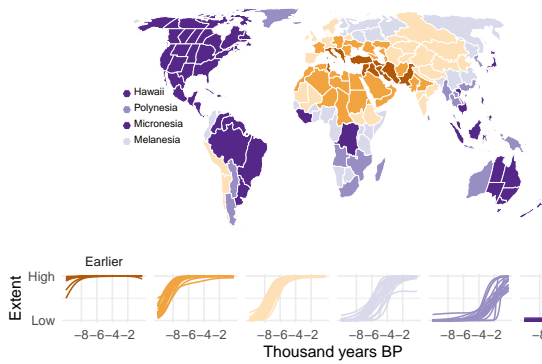 Hawaii
Polynesia
Micronesia
Melanesia
Earlier
Extent
High
Low
−8−6−4−2 −8−6−4−2 −8−6−4−2 −8−6−4−2 −8−6−4−2 −8
Thousand years BP